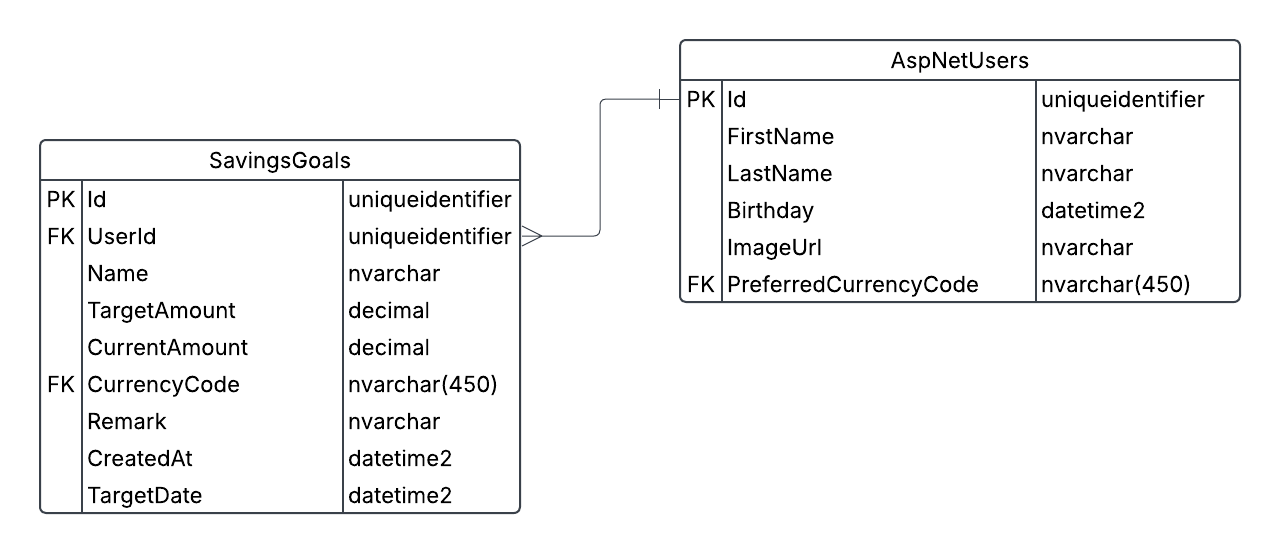 AspNetUsers
PK Id uniqueidentifier
FirstName nvarchar
LastName nvarchar
Birthday datetime2
ImageUrl nvarchar
FK PreferredCurrencyCode nvarchar(450)
SavingsGoals
PK Id uniqueidentifier
FK UserId uniqueidentifier
Name nvarchar
TargetAmount decimal
CurrentAmount decimal
FK CurrencyCode nvarchar(450)
Remark nvarchar
CreatedAt datetime2
TargetDate datetime2